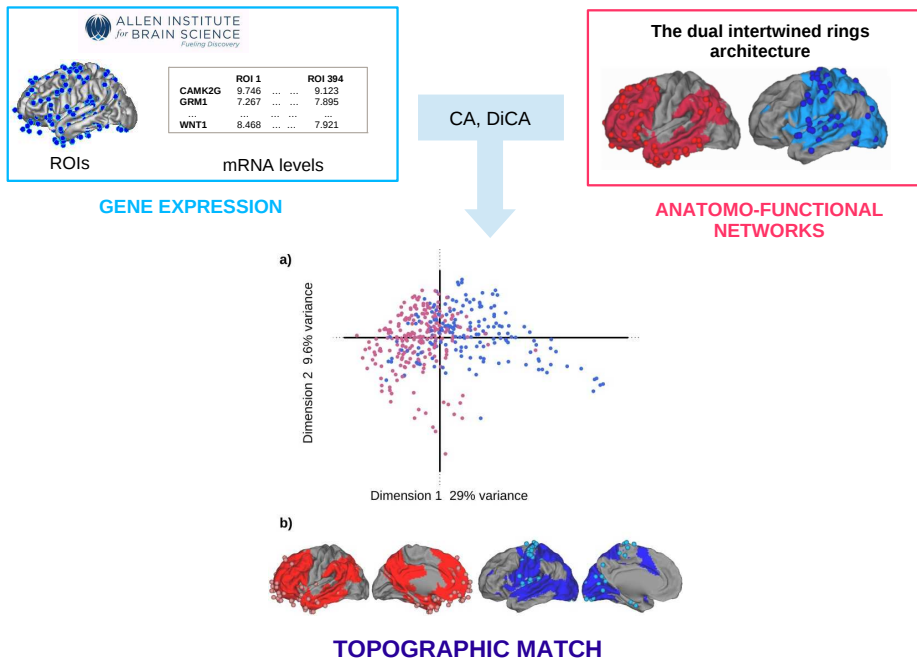 ALLEN INSTITUTE
for BRAIN SCIENCE
Fueling Discovery
ROI 1 ROI 394
CAMK2G 9.746 ... ... 9.123
GRM1 7.267 ... ... 7.895
... ... ... ... ...
WNT1 8.468 ... ... 7.921
ROIs
mRNA levels
GENE EXPRESSION
CA, DiCA
The dual intertwined rings
architecture
ANATOMO-FUNCTIONAL
NETWORKS
a)
Dimension 2 9.6% variance
Dimension 1 29% variance
b)
TOPOGRAPHIC MATCH